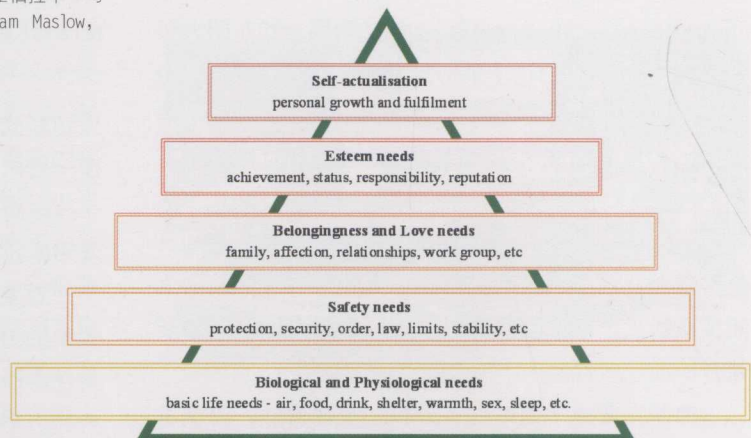 am Maslow,
Self-actualisation
personal growth and fulfilment
Esteem needs
achievement, status, responsibility, reputation
Belongingness and Love needs
family, affection, relationships, work group, etc
Safety needs
protection, security, order, law, limits, stability, etc
Biological and Physiological needs
basic life needs - air, food, drink, shelter, warmth, sex, sleep, etc.